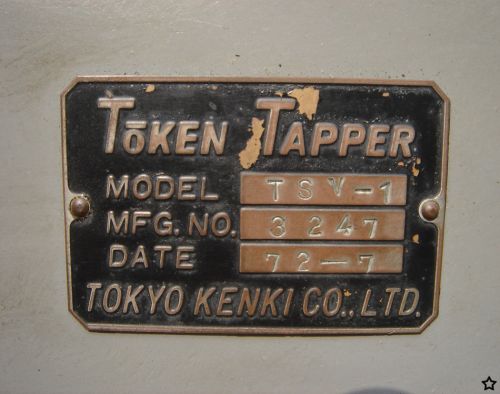 TŌKEN TAPPER
MODEL TSV-1
MFG. NO. 3247
DATE 72-7
TOKYO KENKI CO., LTD.